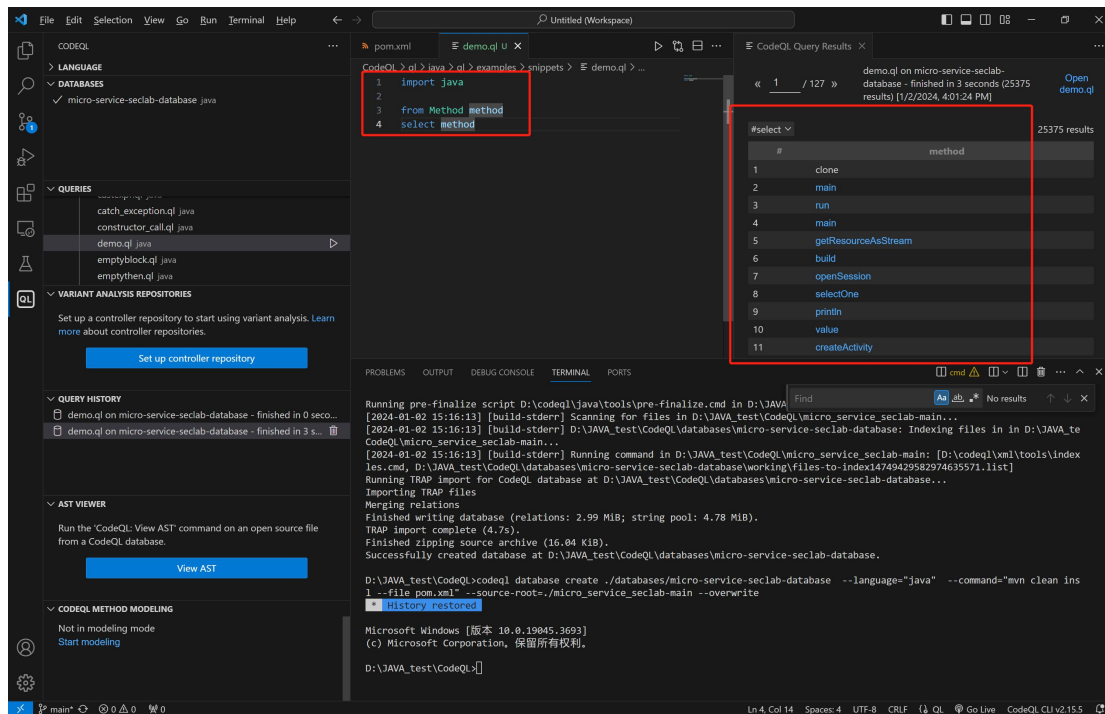 File Edit Selection View Go Run Terminal Help
Untitled (Workspace)
CODEQL
LANGUAGE
DATABASES
micro-service-seclab-database java
QUERIES
catch_exception.ql java
constructor_call.ql java
demo.ql java
emptyblock.ql java
emptythen.ql java
VARIANT ANALYSIS REPOSITORIES
Set up a controller repository to start using variant analysis. Learn
more about controller repositories.
Set up controller repository
QUERY HISTORY
demo.ql on micro-service-seclab-database - finished in 0 seco...
demo.ql on micro-service-seclab-database - finished in 3 s...
AST VIEWER
Run the 'CodeQL: View AST' command on an open source file
from a CodeQL database.
View AST
CODEQL METHOD MODELING
Not in modeling mode
Start modeling
pom.xml
demo.ql U
CodeQL > ql > java > ql > examples > snippets > demo.ql > ...
1 import java
2
3 from Method method
4 select method
CodeQL Query Results
« 1 / 127 »
demo.ql on micro-service-seclab-
database - finished in 3 seconds (25375
results) [1/2/2024, 4:01:24 PM]
Open
demo.ql
#select
25375 results
# method
1 clone
2 main
3 run
4 main
5 getResourceAsStream
6 build
7 openSession
8 selectOne
9 println
10 value
11 createActivity
PROBLEMS OUTPUT DEBUG CONSOLE TERMINAL PORTS
cmd
Find
Aa ab .* No results
Running pre-finalize script D:\codeql\java\tools\pre-finalize.cmd in D:\JAVA
[2024-01-02 15:16:13] [build-stderr] Scanning for files in D:\JAVA_test\CodeQL\micro_service_seclab-main...
[2024-01-02 15:16:13] [build-stderr] D:\JAVA_test\CodeQL\databases\micro-service-seclab-database: Indexing files in in D:\JAVA_te
CodeQL\micro_service_seclab-main...
[2024-01-02 15:16:13] [build-stderr] Running command in D:\JAVA_test\CodeQL\micro_service_seclab-main: [D:\codeql\xml\tools\index
les.cmd, D:\JAVA_test\CodeQL\databases\micro-service-seclab-database\working\files-to-index14749429582974635571.list]
Running TRAP import for CodeQL database at D:\JAVA_test\CodeQL\databases\micro-service-seclab-database...
Importing TRAP files
Merging relations
Finished writing database (relations: 2.99 MiB; string pool: 4.78 MiB).
TRAP import complete (4.7s).
Finished zipping source archive (16.04 KiB).
Successfully created database at D:\JAVA_test\CodeQL\databases\micro-service-seclab-database.
D:\JAVA_test\CodeQL>codeql database create ./databases/micro-service-seclab-database --language="java" --command="mvn clean ins
l --file pom.xml" --source-root=./micro_service_seclab-main --overwrite
* History restored
Microsoft Windows [版本 10.0.19045.3693]
(c) Microsoft Corporation。保留所有权利。
D:\JAVA_test\CodeQL>
main* 0 0 0 Ln 4, Col 14 Spaces: 4 UTF-8 CRLF QL Go Live CodeQL CLI v2.15.5